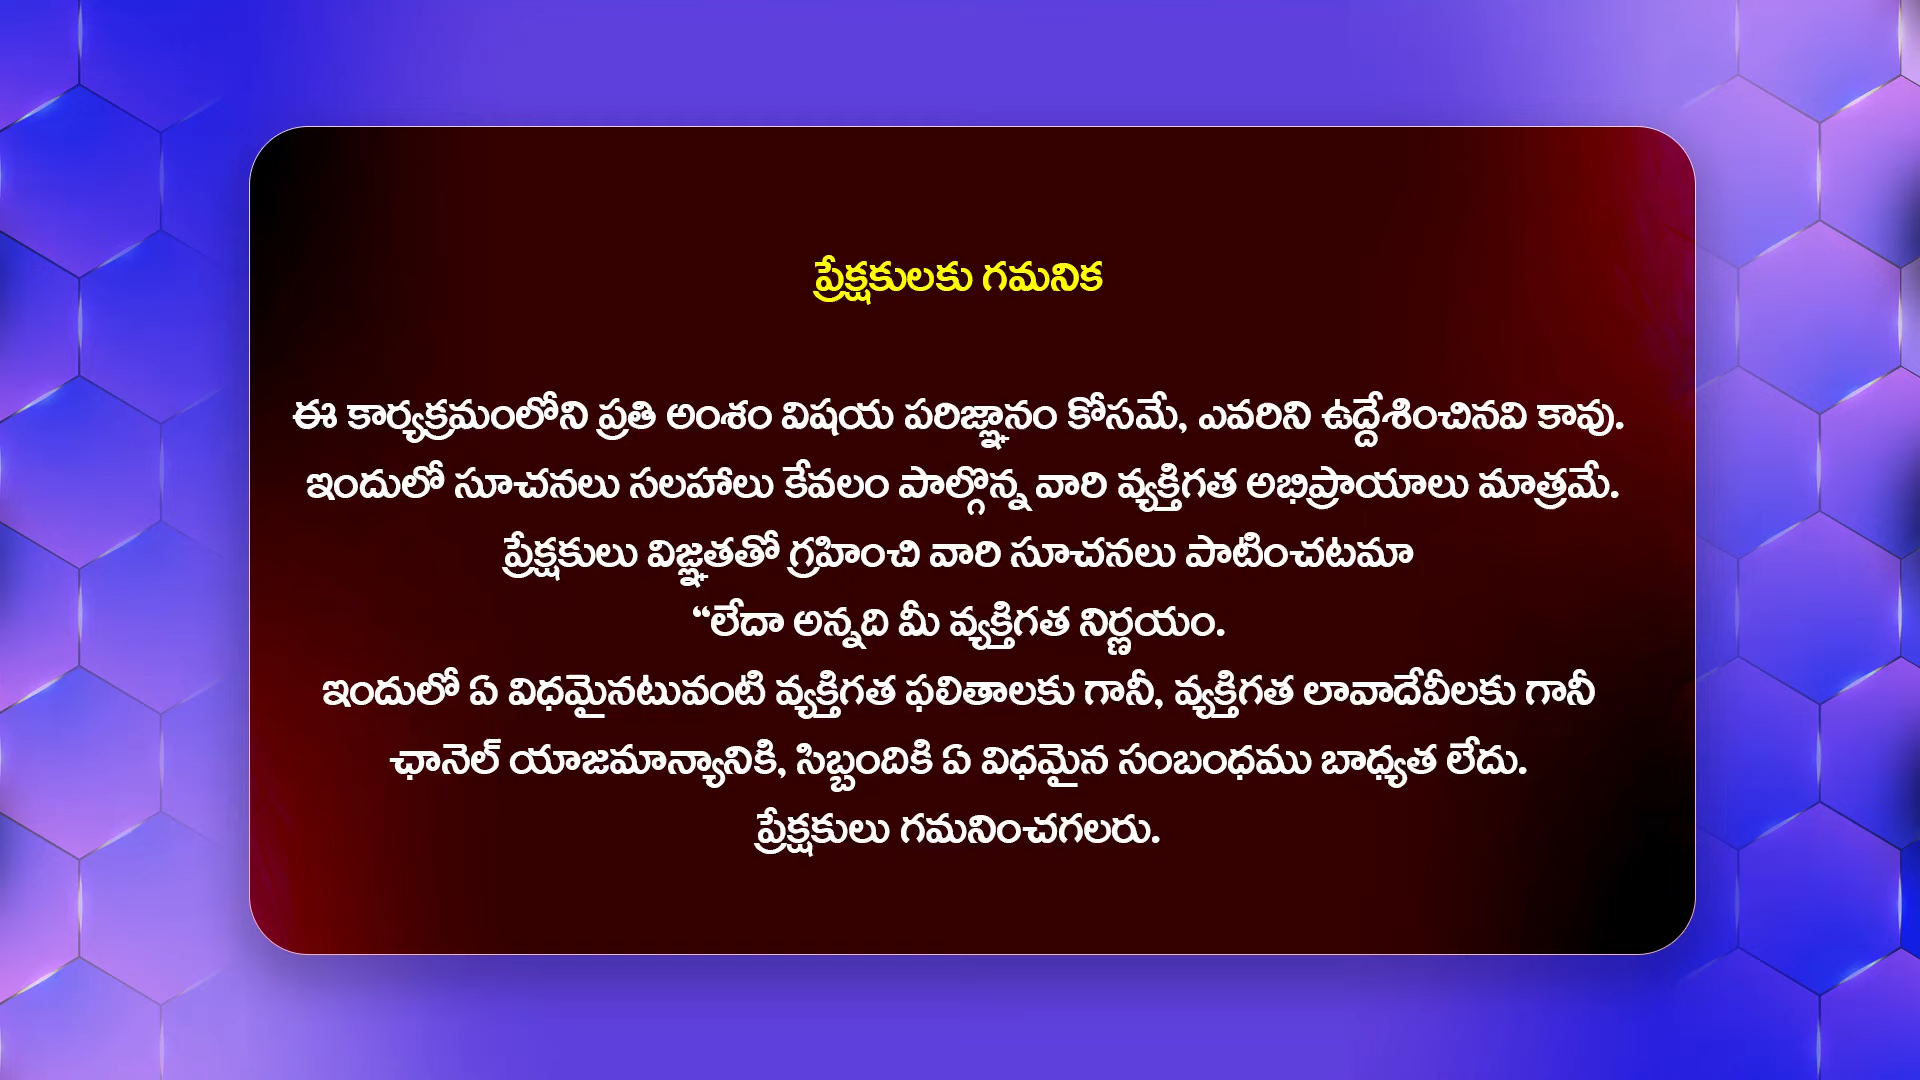 ప్రేక్షకులకు గమనిక
ఈ కార్యక్రమంలోని ప్రతి అంశం విషయ పరిజ్ఞానం కోసమే, ఎవరిని ఉద్దేశించినవి కావు.
ఇందులో సూచనలు సలహాలు కేవలం పాల్గొన్న వారి వ్యక్తిగత అభిప్రాయాలు మాత్రమే.
ప్రేక్షకులు విజ్ఞతతో గ్రహించి వారి సూచనలు పాటించటమా
“లేదా అన్నది మీ వ్యక్తిగత నిర్ణయం.
ఇందులో ఏ విధమైనటువంటి వ్యక్తిగత ఫలితాలకు గానీ, వ్యక్తిగత లావాదేవీలకు గానీ
ఛానెల్ యాజమాన్యానికి, సిబ్బందికి ఏ విధమైన సంబంధము బాధ్యత లేదు.
ప్రేక్షకులు గమనించగలరు.